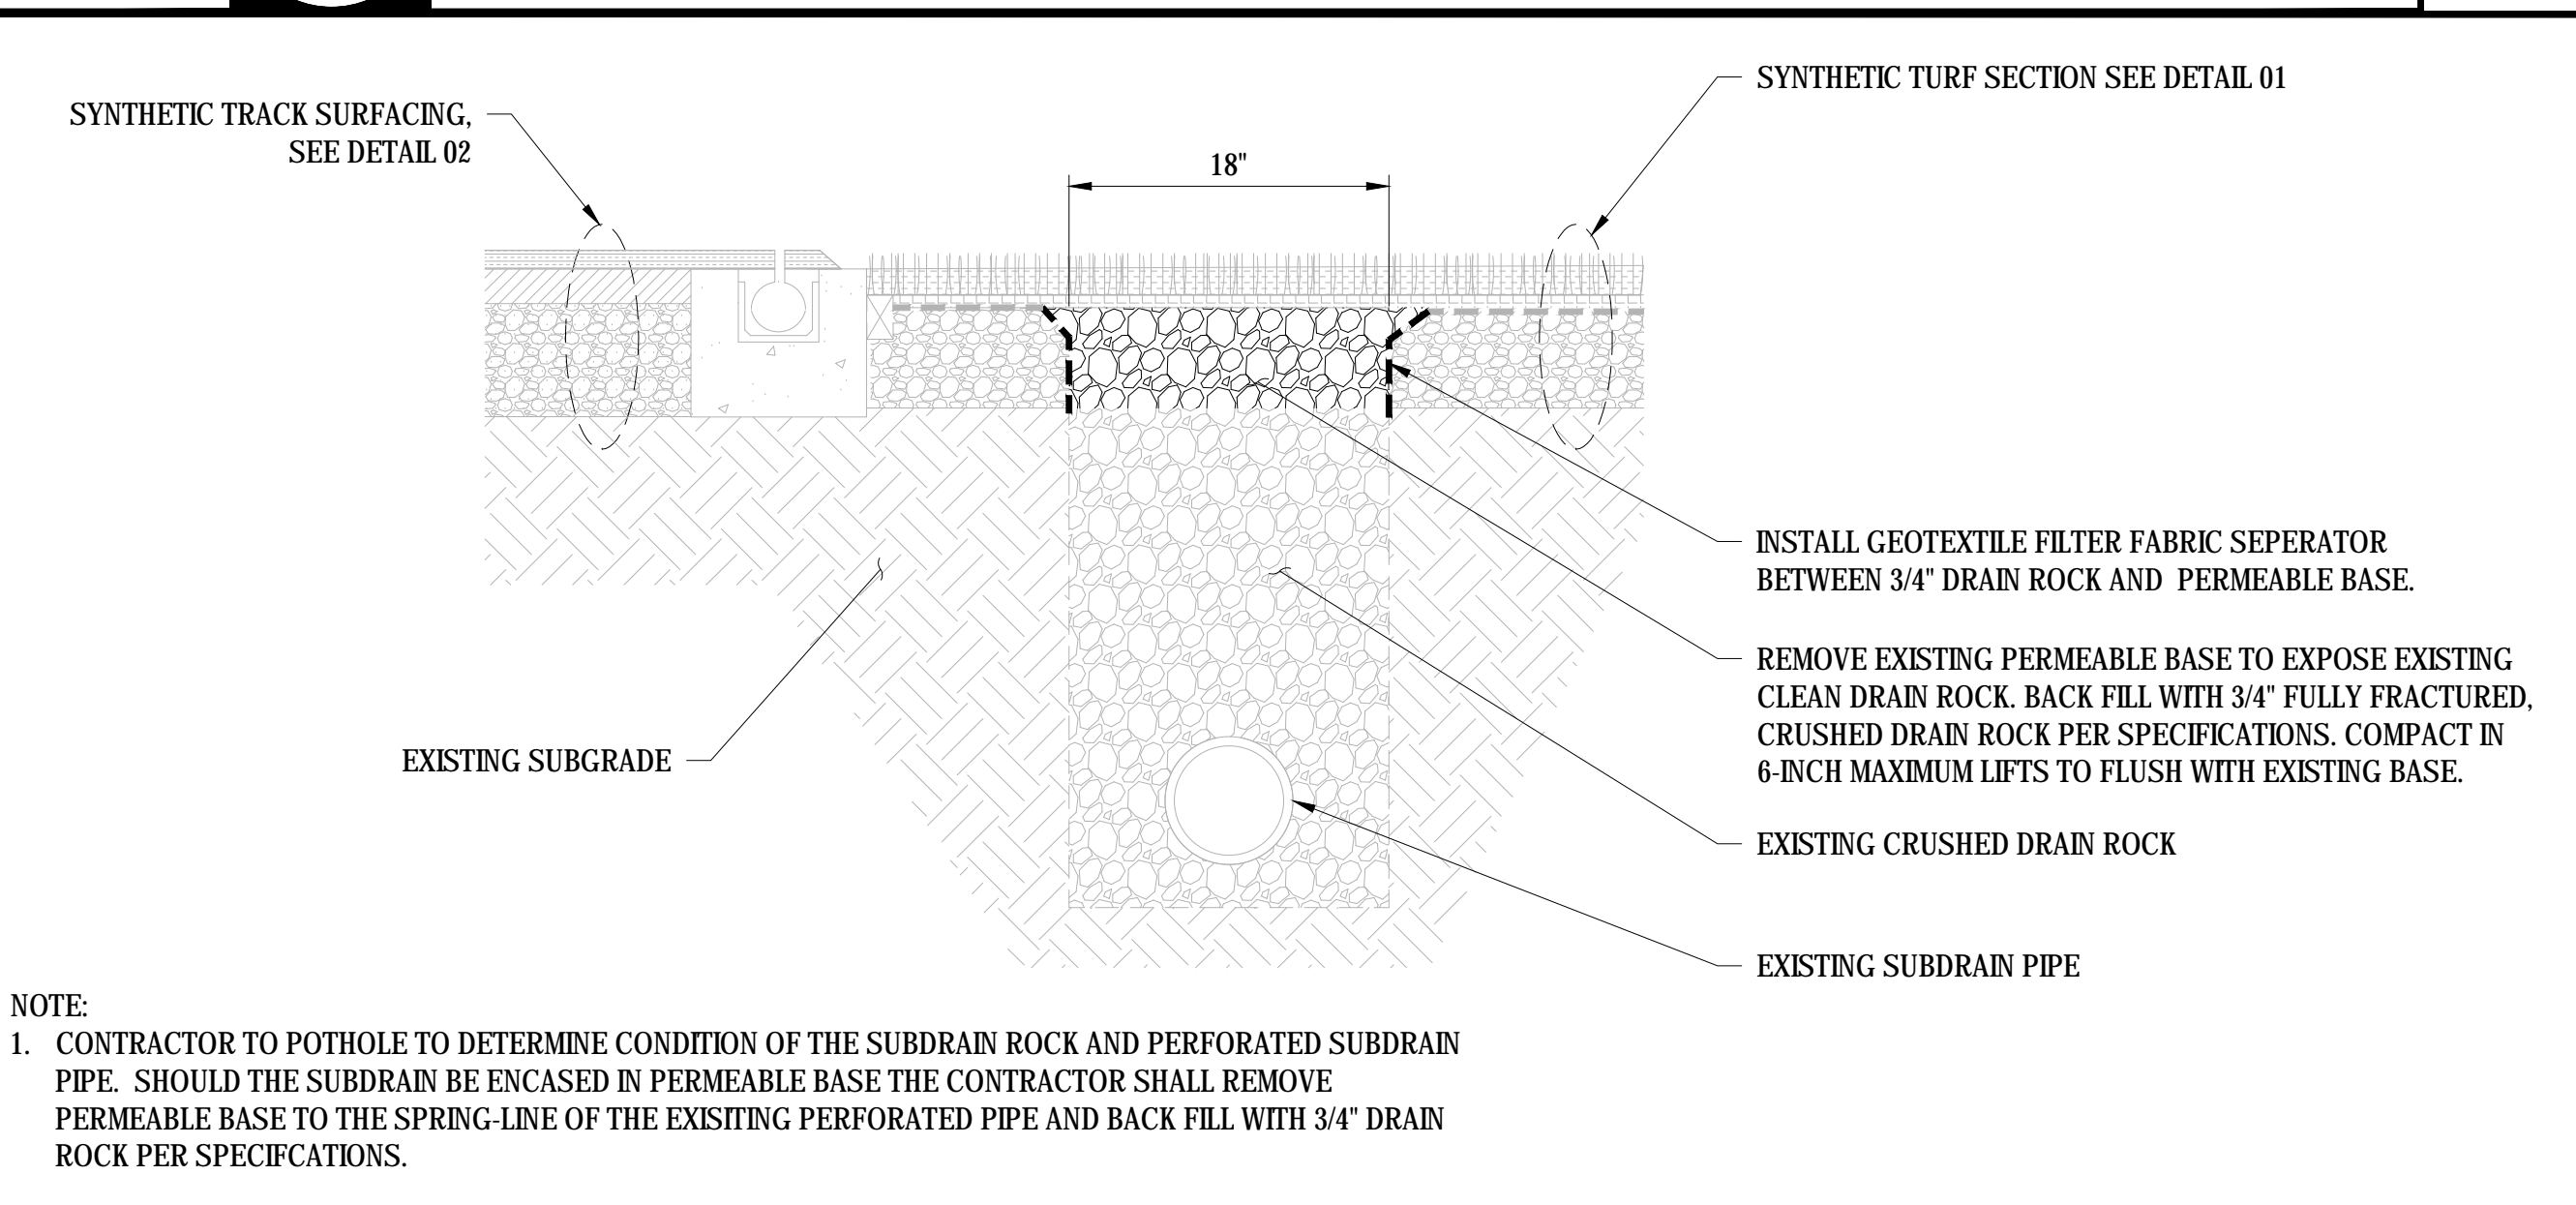 SYNTHETIC TURF SECTION SEE DETAIL 01
SYNTHETIC TRACK SURFACING,
SEE DETAIL 02
18"
INSTALL GEOTEXTILE FILTER FABRIC SEPERATOR
BETWEEN 3/4" DRAIN ROCK AND PERMEABLE BASE.
REMOVE EXISTING PERMEABLE BASE TO EXPOSE EXISTING
CLEAN DRAIN ROCK. BACK FILL WITH 3/4" FULLY FRACTURED,
CRUSHED DRAIN ROCK PER SPECIFICATIONS. COMPACT IN
6-INCH MAXIMUM LIFTS TO FLUSH WITH EXISTING BASE.
EXISTING SUBGRADE
EXISTING CRUSHED DRAIN ROCK
EXISTING SUBDRAIN PIPE
NOTE:
1. CONTRACTOR TO POTHOLE TO DETERMINE CONDITION OF THE SUBDRAIN ROCK AND PERFORATED SUBDRAIN
PIPE. SHOULD THE SUBDRAIN BE ENCASED IN PERMEABLE BASE THE CONTRACTOR SHALL REMOVE
PERMEABLE BASE TO THE SPRING-LINE OF THE EXISITING PERFORATED PIPE AND BACK FILL WITH 3/4" DRAIN
ROCK PER SPECIFCATIONS.